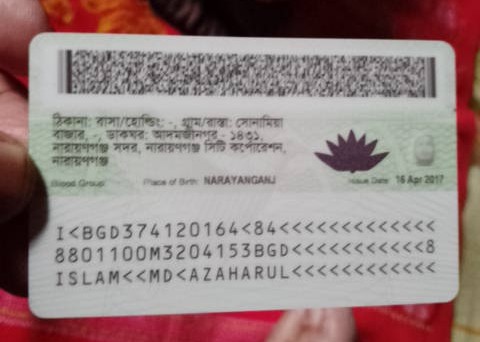 ঠিকানা: বাসা/হোল্ডিং: -, গ্রাম/রাস্তা: সোনামিয়া
বাজার, -, ডাকঘর: আদমজীনগর - ১৪৩১,
নারায়ণগঞ্জ সদর, নারায়ণগঞ্জ সিটি কর্পোরেশন,
নারায়ণগঞ্জ
Blood Group Place of Birth NARAYANGANJ Issue Date 16 Apr 2017
I<BGD374120164<84<<<<<<<<<<<<<
8801100M3204153BGD<<<<<<<<<<<8
ISLAM<<MD<AZAHARUL<<<<<<<<<<<<